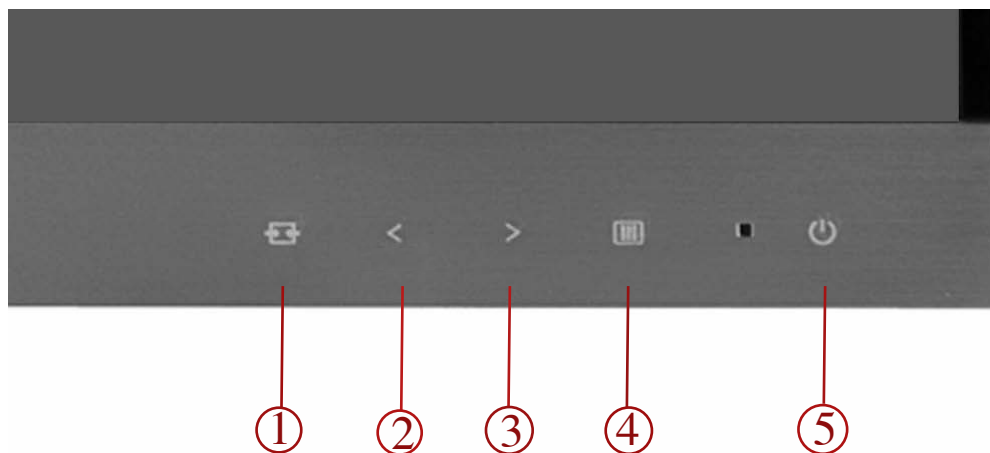 < >
① ② ③ ④ ⑤